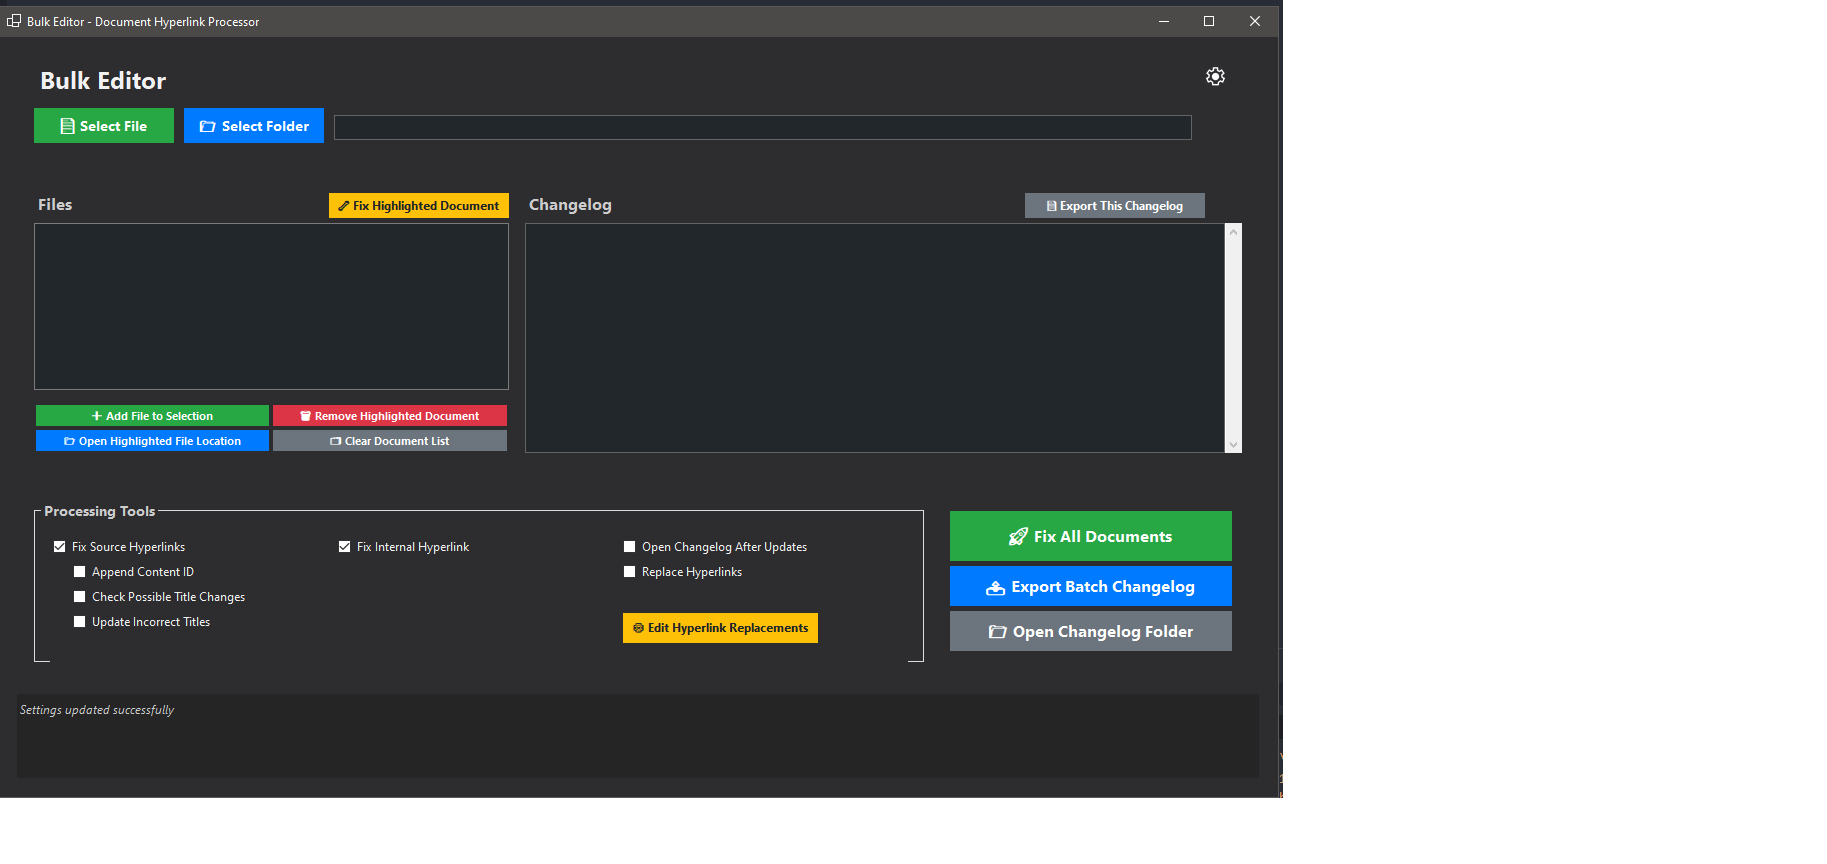 Bulk Editor - Document Hyperlink Processor
Bulk Editor
Select File
Select Folder
Files
Fix Highlighted Document
Changelog
Export This Changelog
Add File to Selection
Remove Highlighted Document
Open Highlighted File Location
Clear Document List
Processing Tools
Fix Source Hyperlinks
Fix Internal Hyperlink
Open Changelog After Updates
Append Content ID
Replace Hyperlinks
Check Possible Title Changes
Update Incorrect Titles
Edit Hyperlink Replacements
Fix All Documents
Export Batch Changelog
Open Changelog Folder
Settings updated successfully